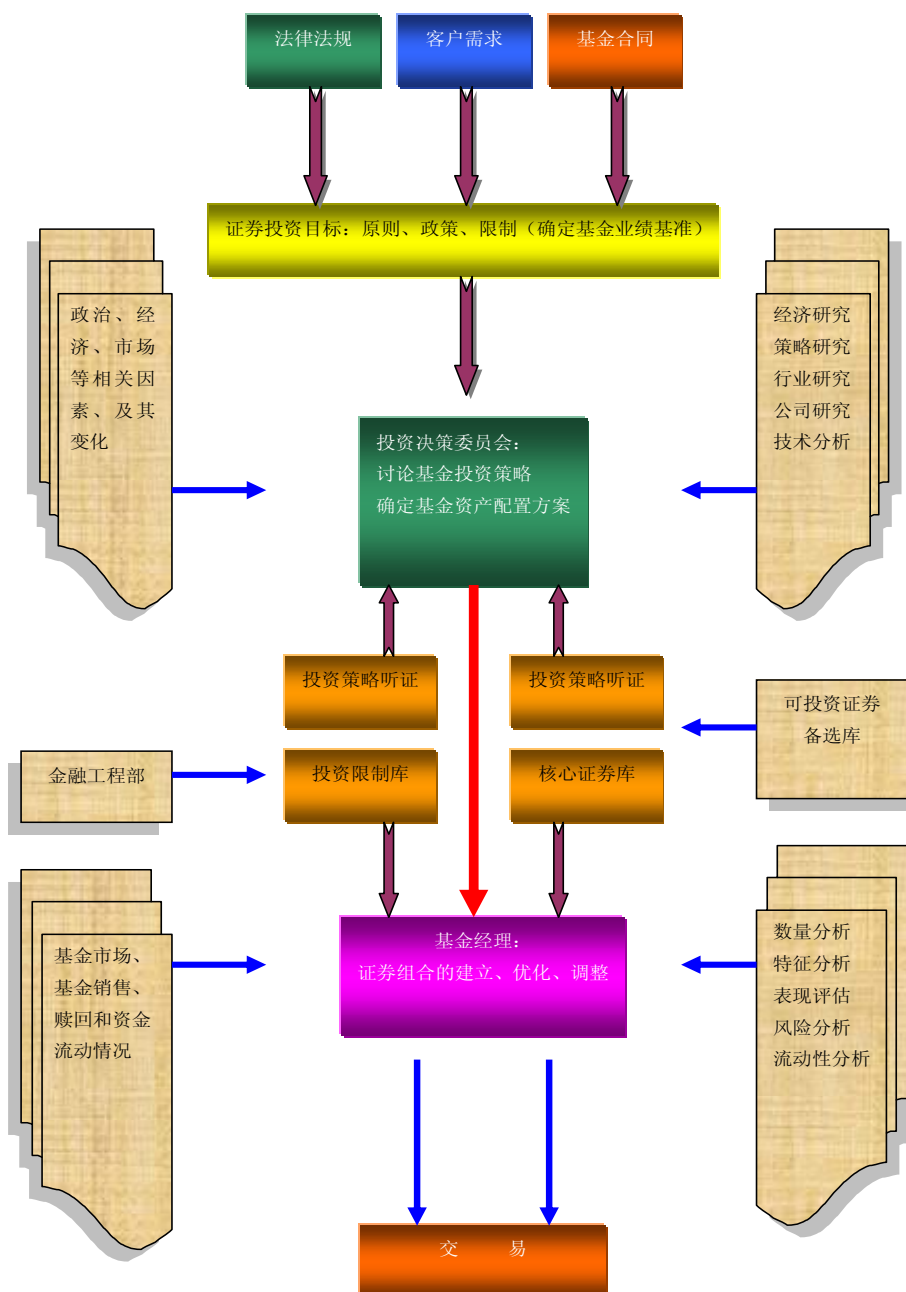 法律法规
客户需求
基金合同
证券投资目标：原则、政策、限制（确定基金业绩基准）
政治、经
济、市场
等相关因
素、及其
变化
经济研究
策略研究
行业研究
公司研究
技术分析
投资决策委员会：
讨论基金投资策略
确定基金资产配置方案
投资策略听证
投资策略听证
可投资证券
备选库
金融工程部
投资限制库
核心证券库
基金经理：
证券组合的建立、优化、调整
基金市场、
基金销售、
赎回和资金
流动情况
数量分析
特征分析
表现评估
风险分析
流动性分析
交 易